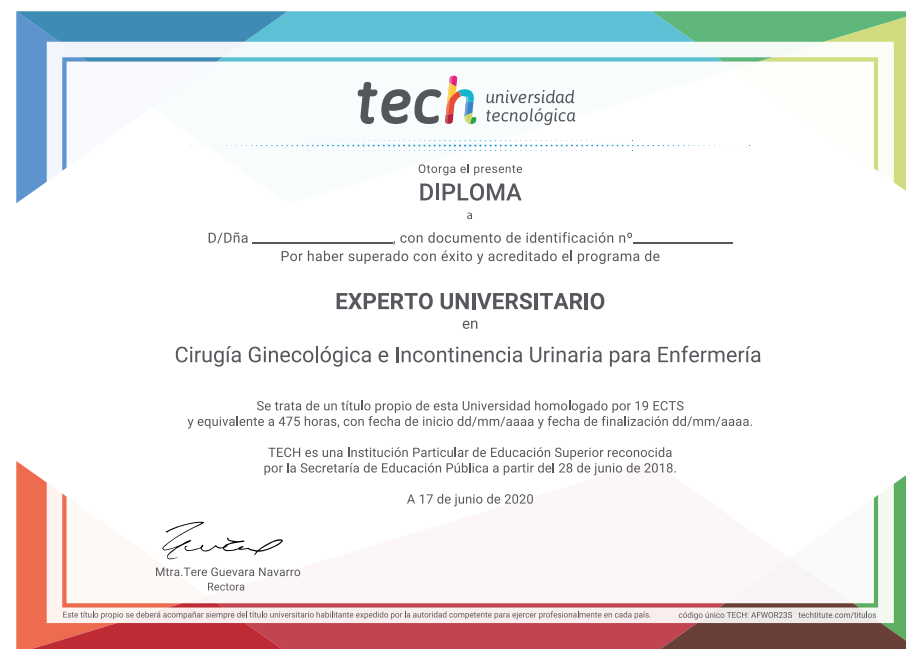 tech universidad
tecnológica
Otorga el presente
DIPLOMA
a
D/Dña ____________________, con documento de identificación nº______________
Por haber superado con éxito y acreditado el programa de
EXPERTO UNIVERSITARIO
en
Cirugía Ginecológica e Incontinencia Urinaria para Enfermería
Se trata de un título propio de esta Universidad homologado por 19 ECTS
y equivalente a 475 horas, con fecha de inicio dd/mm/aaaa y fecha de finalización dd/mm/aaaa.
TECH es una Institución Particular de Educación Superior reconocida
por la Secretaría de Educación Pública a partir del 28 de junio de 2018.
A 17 de junio de 2020
Mtra.Tere Guevara Navarro
Rectora
Este título propio se deberá acompañar siempre del título universitario habilitante expedido por la autoridad competente para ejercer profesionalmente en cada país. código único TECH: AFWOR23S techtitute.com/titulos